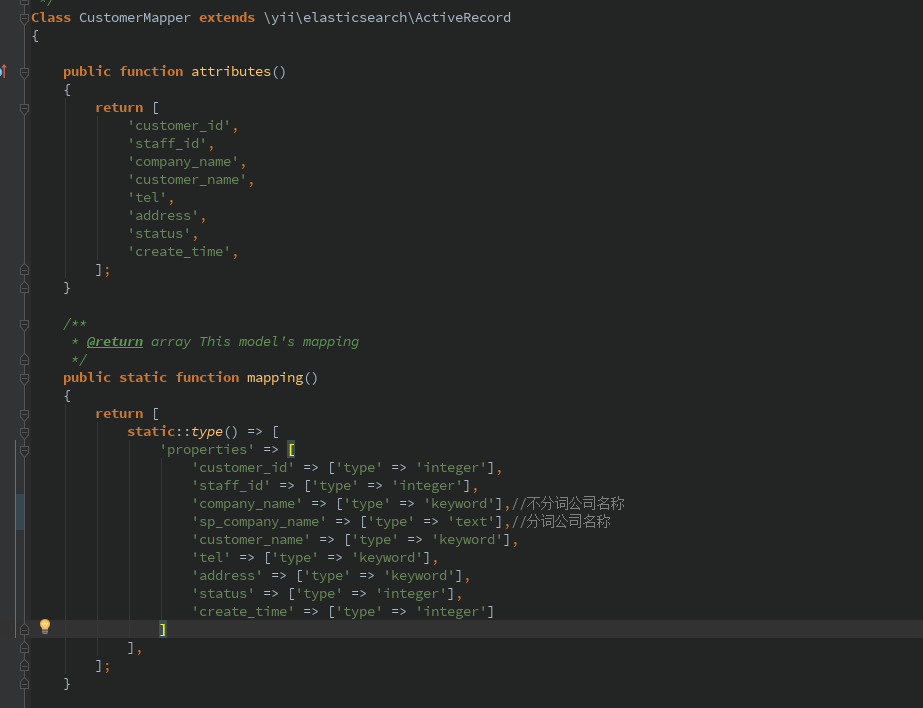 */
Class CustomerMapper extends \yii\elasticsearch\ActiveRecord
{
    public function attributes()
    {
        return [
            'customer_id',
            'staff_id',
            'company_name',
            'customer_name',
            'tel',
            'address',
            'status',
            'create_time',
        ];
    }
    /**
     * @return array This model's mapping
     */
    public static function mapping()
    {
        return [
            static::type() => [
                'properties' => [
                    'customer_id' => ['type' => 'integer'],
                    'staff_id' => ['type' => 'integer'],
                    'company_name' => ['type' => 'keyword'],//不分词公司名称
                    'sp_company_name' => ['type' => 'text'],//分词公司名称
                    'customer_name' => ['type' => 'keyword'],
                    'tel' => ['type' => 'keyword'],
                    'address' => ['type' => 'keyword'],
                    'status' => ['type' => 'integer'],
                    'create_time' => ['type' => 'integer']
                ]
            ],
        ];
    }